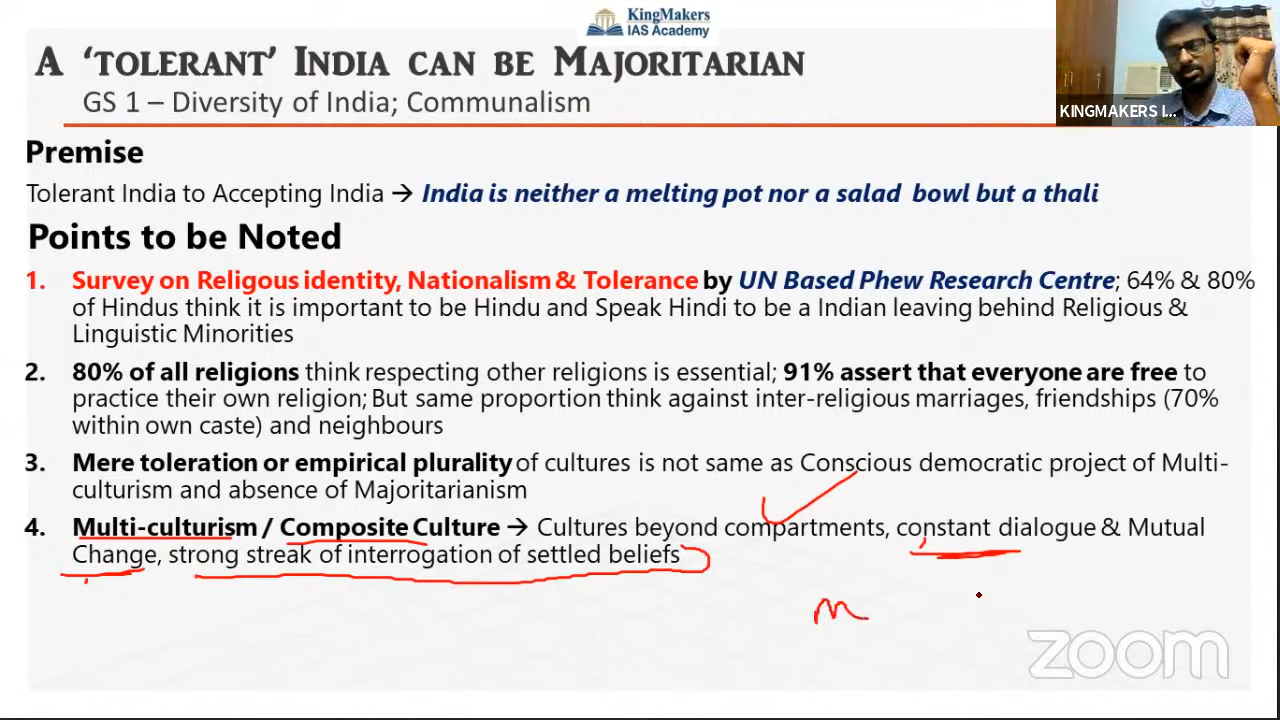 KingMakers
IAS Academy
A ‘tolerant’ India can be Majoritarian
GS 1 – Diversity of India; Communalism
KINGMAKERS I...
Premise
Tolerant India to Accepting India → India is neither a melting pot nor a salad bowl but a thali
Points to be Noted
1. Survey on Religous identity, Nationalism & Tolerance by UN Based Phew Research Centre; 64% & 80%
of Hindus think it is important to be Hindu and Speak Hindi to be a Indian leaving behind Religious &
Linguistic Minorities
2. 80% of all religions think respecting other religions is essential; 91% assert that everyone are free to
practice their own religion; But same proportion think against inter-religious marriages, friendships (70%
within own caste) and neighbours
3. Mere toleration or empirical plurality of cultures is not same as Conscious democratic project of Multi-
culturism and absence of Majoritarianism
4. Multi-culturism / Composite Culture → Cultures beyond compartments, constant dialogue & Mutual
Change, strong streak of interrogation of settled beliefs
m
zoom